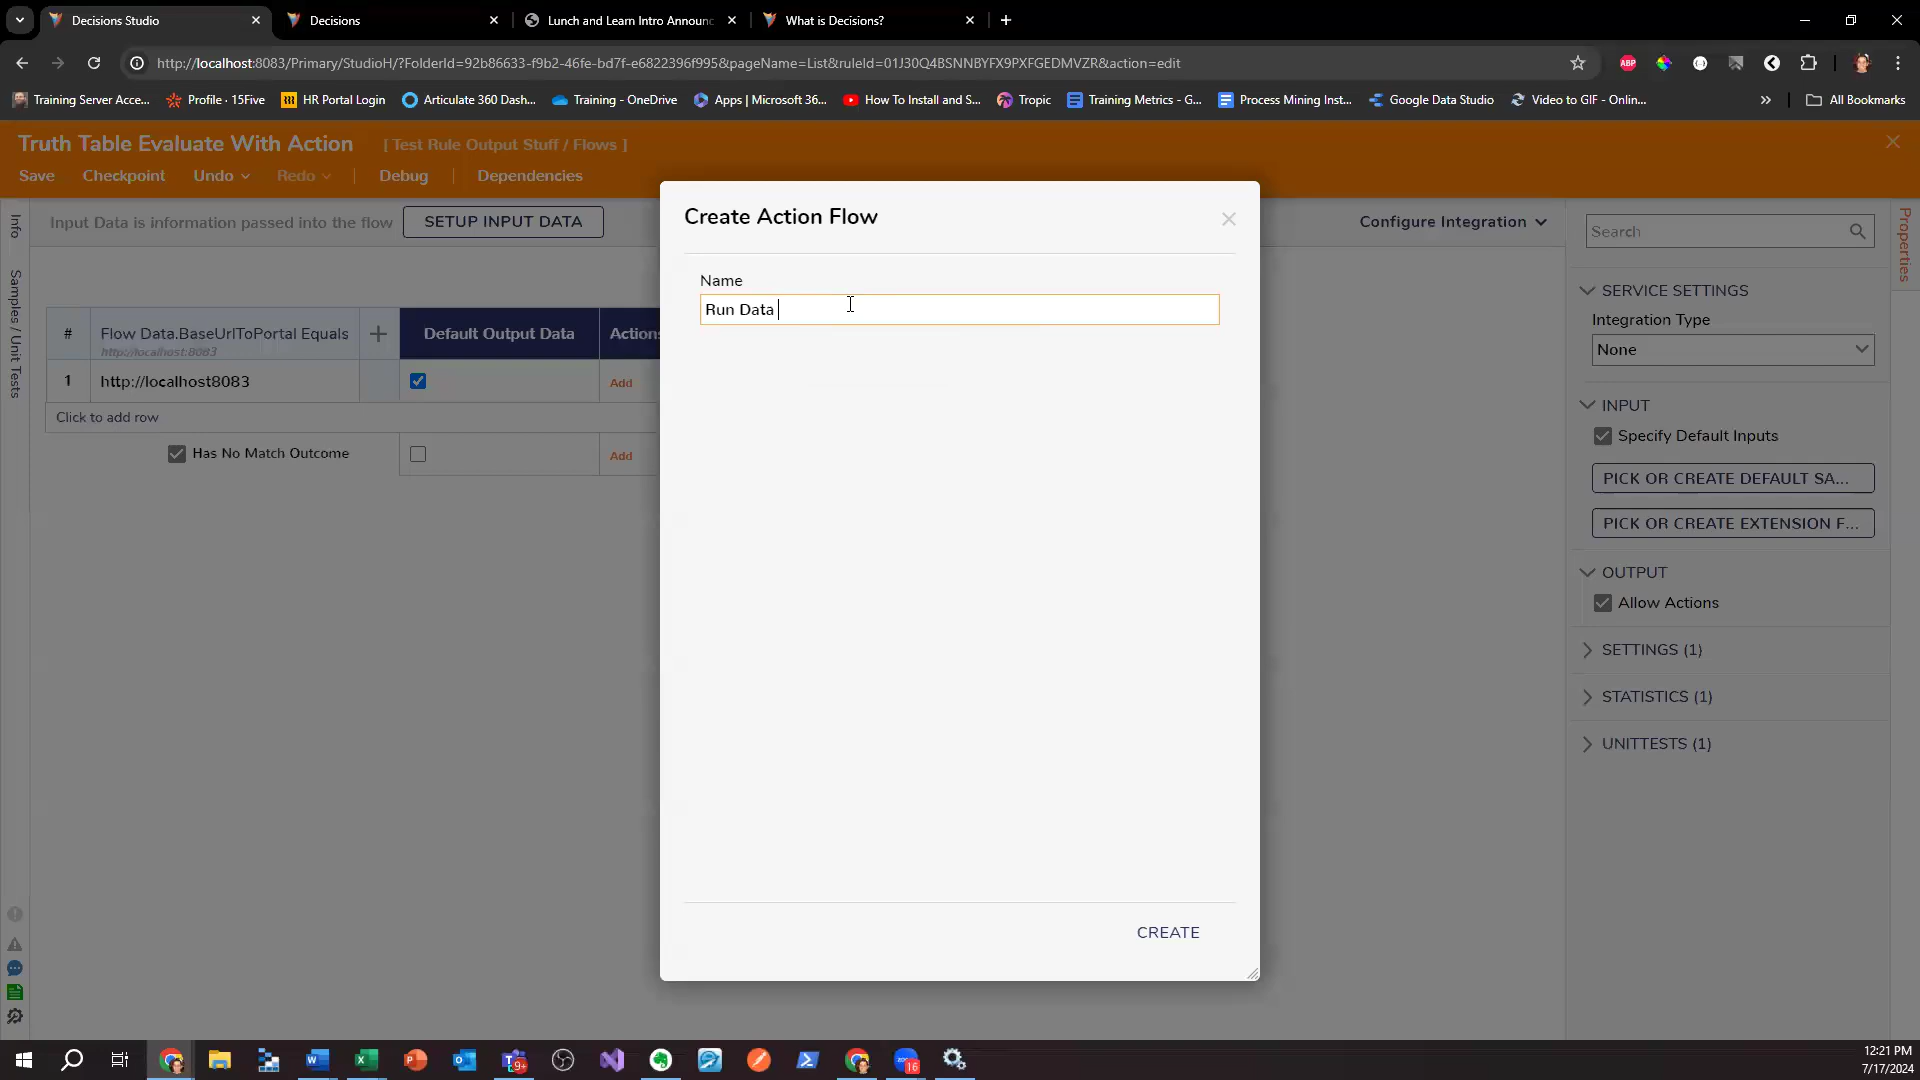 Decisions Studio
Decisions
Lunch and Learn Intro Announc
What is Decisions?
http://localhost:8083/Primary/StudioH/?FolderId=92b86633-f9b2-46fe-bd7f-e6822396f995&pageName=List&ruleId=01J30Q4BSNNBYFX9PXFGEDMVZR&action=edit
ABP
Training Server Acce...
Profile · 15Five
HR Portal Login
Articulate 360 Dash...
Training - OneDrive
Apps | Microsoft 36...
How To Install and S...
Tropic
Training Metrics - G...
Process Mining Inst...
Google Data Studio
Video to GIF - Onlin...
All Bookmarks
Truth Table Evaluate With Action
[ Test Rule Output Stuff / Flows ]
Save
Checkpoint
Undo
Redo
Debug
Dependencies
Info
Samples / Unit Tests
Input Data is information passed into the flow
SETUP INPUT DATA
Configure Integration
# Flow Data.BaseUrlToPortal Equals
http://localhost:8083
Default Output Data
Actions
1 http://localhost8083
Add
Click to add row
Has No Match Outcome
Add
Create Action Flow
Name
Run Data
CREATE
Search
Properties
SERVICE SETTINGS
Integration Type
None
INPUT
Specify Default Inputs
PICK OR CREATE DEFAULT SA...
PICK OR CREATE EXTENSION F...
OUTPUT
Allow Actions
SETTINGS (1)
STATISTICS (1)
UNITTESTS (1)
9+
16
12:21 PM
7/17/2024